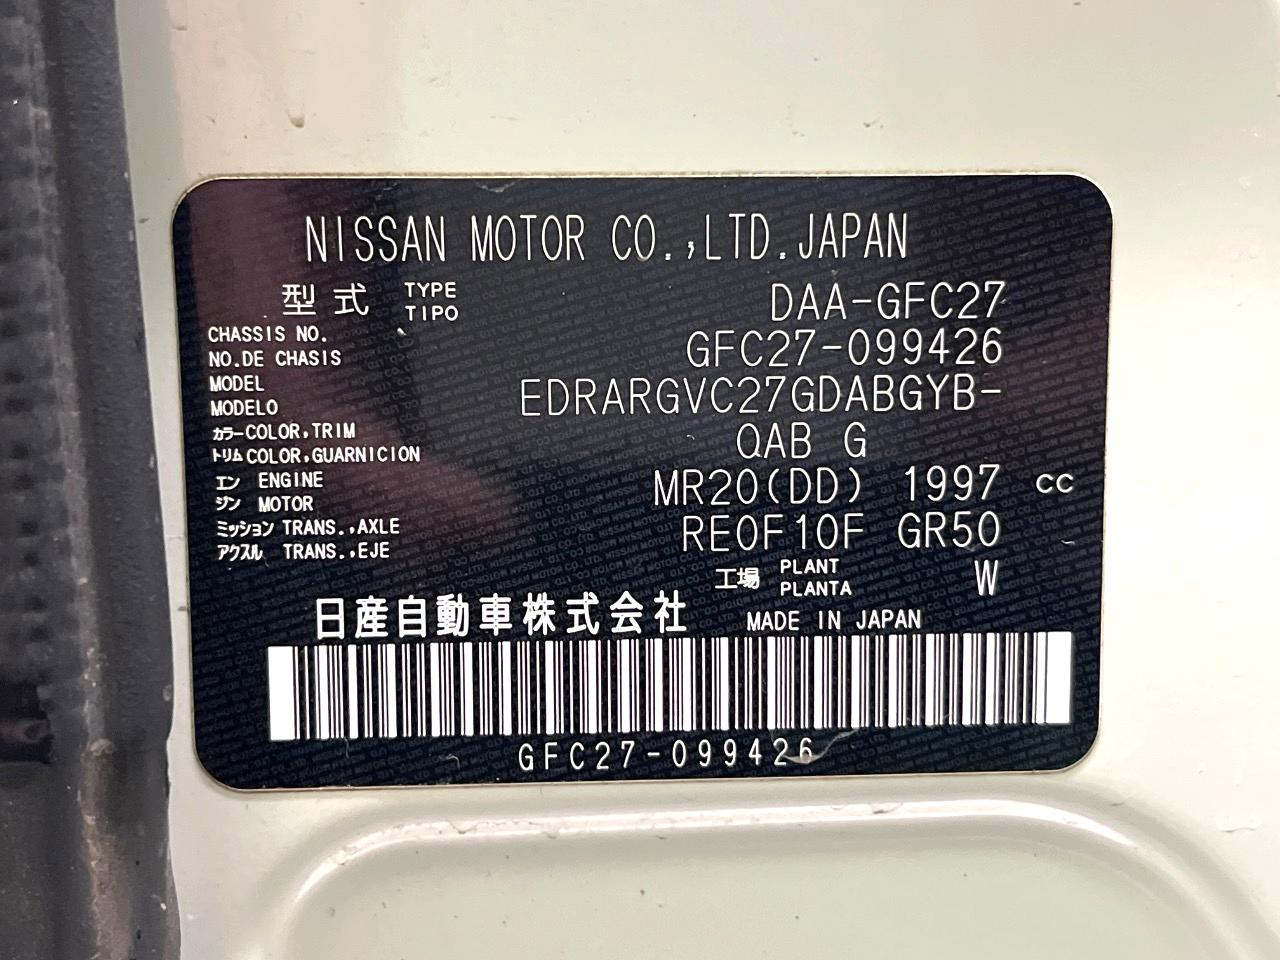 NISSAN MOTOR CO.,LTD.JAPAN
型式 TYPE TIPO DAA-GFC27
CHASSIS NO. NO.DE CHASIS GFC27-099426
MODEL MODELO EDRARGVC27GDABGYB-
カラー COLOR,TRIM トリム COLOR,GUARNICION QAB G
エンジン ENGINE MOTOR MR20(DD) 1997 cc
ミッション TRANS.,AXLE アクスル TRANS.,EJE RE0F10F GR50
工場 PLANT PLANTA W
日産自動車株式会社 MADE IN JAPAN
GFC27-099426